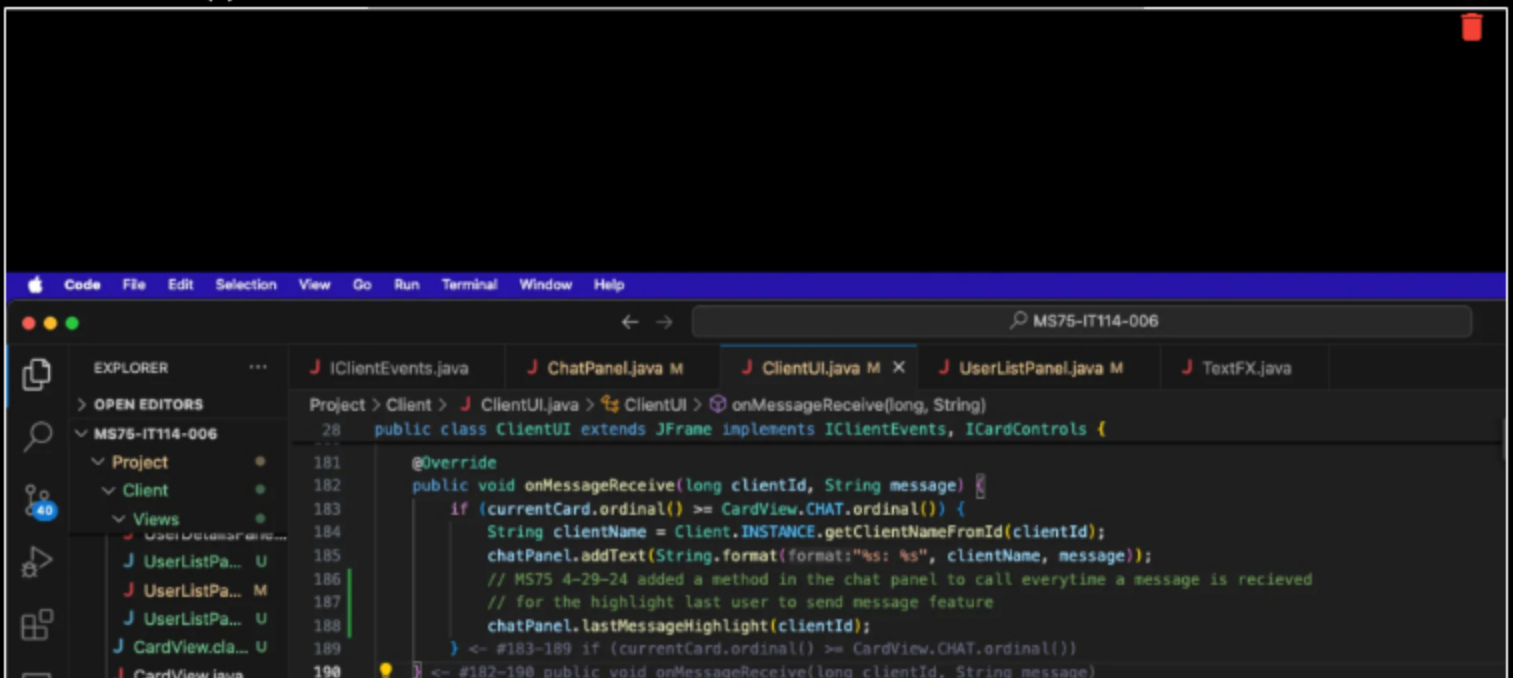 Code File Edit Selection View Go Run Terminal Window Help
MS75-IT114-006
EXPLORER ...
IClientEvents.java
ChatPanel.java M
ClientUI.java M ×
UserListPanel.java M
TextFX.java
OPEN EDITORS
MS75-IT114-006
Project
Client
Views
UserListPa... U
UserListPa... M
UserListPa... U
CardView.cla... U
CardView.java
40
Project > Client > J ClientUI.java > ClientUI > onMessageReceive(long, String)
28 public class ClientUI extends JFrame implements IClientEvents, ICardControls {
181 @Override
182 public void onMessageReceive(long clientId, String message) {
183 if (currentCard.ordinal() >= CardView.CHAT.ordinal()) {
184 String clientName = Client.INSTANCE.getClientNameFromId(clientId);
185 chatPanel.addText(String.format(format:"%s: %s", clientName, message));
186 // MS75 4-29-24 added a method in the chat panel to call everytime a message is recieved
187 // for the highlight last user to send message feature
188 chatPanel.lastMessageHighlight(clientId);
189 } <- #183-189 if (currentCard.ordinal() >= CardView.CHAT.ordinal())
190 } <- #182-190 public void onMessageReceive(long clientId, String message)